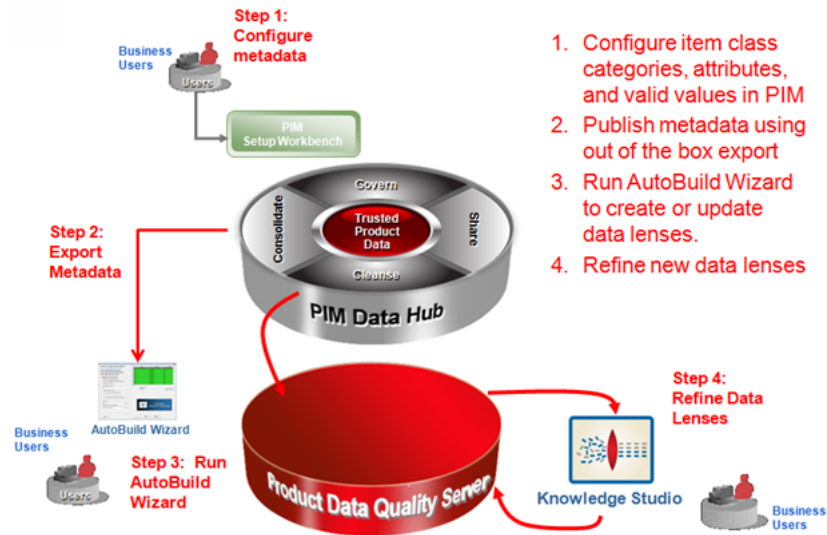 Step 1:
Configure
metadata
Business
Users
Users
PIM
Setup Workbench
1. Configure item class
categories, attributes,
and valid values in PIM
2. Publish metadata using
out of the box export
3. Run AutoBuild Wizard
to create or update
data lenses.
4. Refine new data lenses
Govern
Consolidate
Trusted
Product
Data
Share
Cleanse
PIM Data Hub
Step 2:
Export
Metadata
AutoBuild Wizard
Business
Users
Users
Step 3: Run
AutoBuild
Wizard
Product Data Quality Server
Step 4:
Refine Data
Lenses
Knowledge Studio
Business
Users